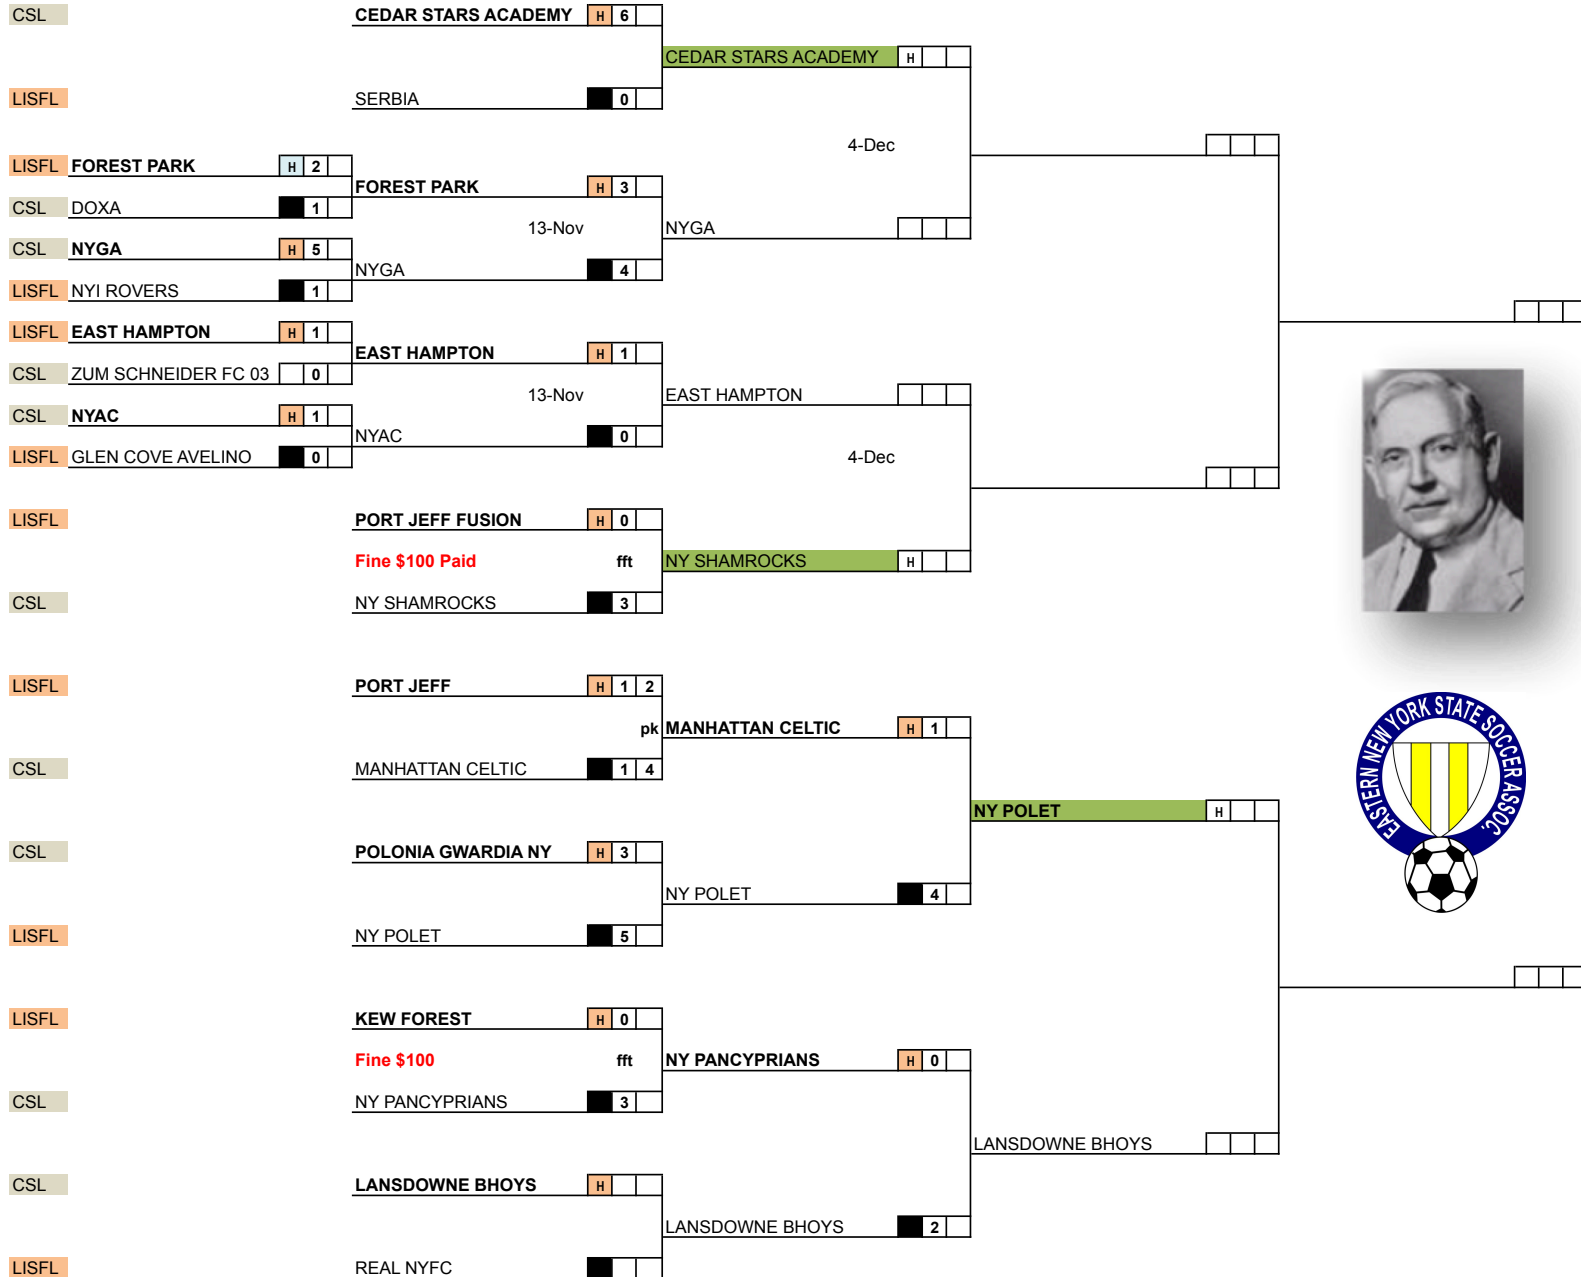 CSL CEDAR STARS ACADEMY H 6
CEDAR STARS ACADEMY H
LISFL SERBIA 0
4-Dec
LISFL FOREST PARK H 2
FOREST PARK H 3
CSL DOXA 1
13-Nov NYGA
CSL NYGA H 5
NYGA 4
LISFL NYI ROVERS 1
LISFL EAST HAMPTON H 1
EAST HAMPTON H 1
CSL ZUM SCHNEIDER FC 03 0
13-Nov EAST HAMPTON
CSL NYAC H 1
NYAC 0
LISFL GLEN COVE AVELINO 0
4-Dec
LISFL PORT JEFF FUSION H 0
Fine $100 Paid fft NY SHAMROCKS H
CSL NY SHAMROCKS 3
LISFL PORT JEFF H 1 2
pk MANHATTAN CELTIC H 1
CSL MANHATTAN CELTIC 1 4
EASTERN NEW YORK STATE SOCCER ASSOC.
NY POLET H
CSL POLONIA GWARDIA NY H 3
NY POLET 4
LISFL NY POLET 5
LISFL KEW FOREST H 0
Fine $100 fft NY PANCYPRIANS H 0
CSL NY PANCYPRIANS 3
LANSDOWNE BHOYS
CSL LANSDOWNE BHOYS H
LANSDOWNE BHOYS 2
LISFL REAL NYFC